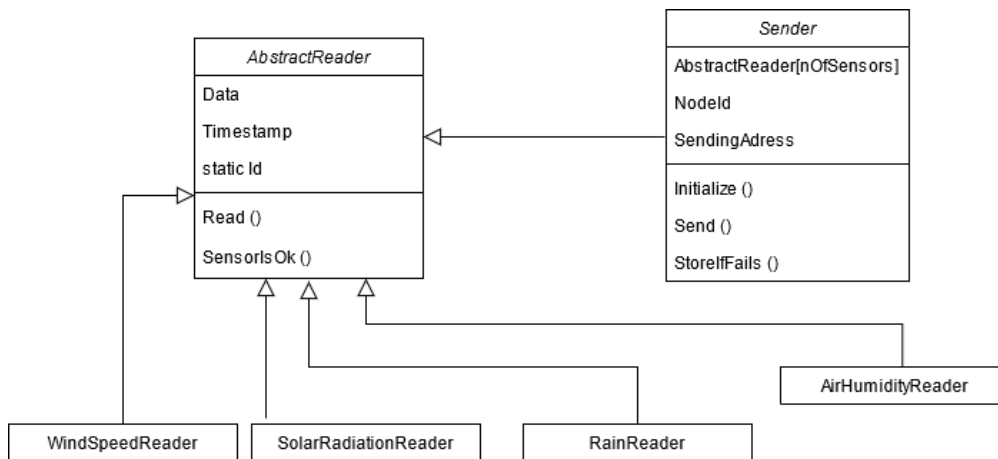 AbstractReader
Data
Timestamp
static Id
Read ()
SensorIsOk ()
Sender
AbstractReader[nOfSensors]
NodeId
SendingAdress
Initialize ()
Send ()
StoreIfFails ()
AirHumidityReader
WindSpeedReader
SolarRadiationReader
RainReader